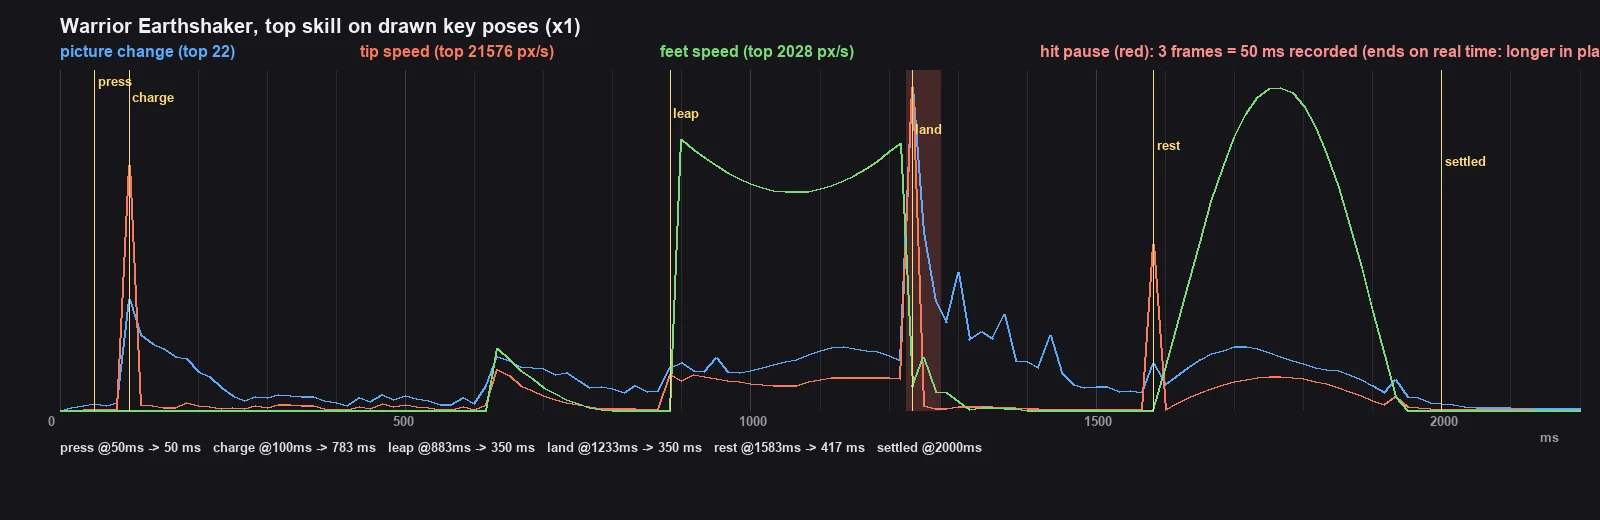 Warrior Earthshaker, top skill on drawn key poses (x1)
picture change (top 22) tip speed (top 21576 px/s) feet speed (top 2028 px/s) hit pause (red): 3 frames = 50 ms recorded (ends on real time: longer in pla
press
charge
leap
land
rest
settled
0 500 1000 1500 2000
ms
press @50ms -> 50 ms charge @100ms -> 783 ms leap @883ms -> 350 ms land @1233ms -> 350 ms rest @1583ms -> 417 ms settled @2000ms